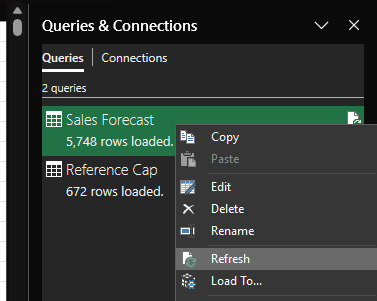 Queries & Connections
Queries Connections
2 queries
Sales Forecast
5,748 rows loaded.
Reference Cap
672 rows loaded.
Copy
Paste
Edit
Delete
Rename
Refresh
Load To...